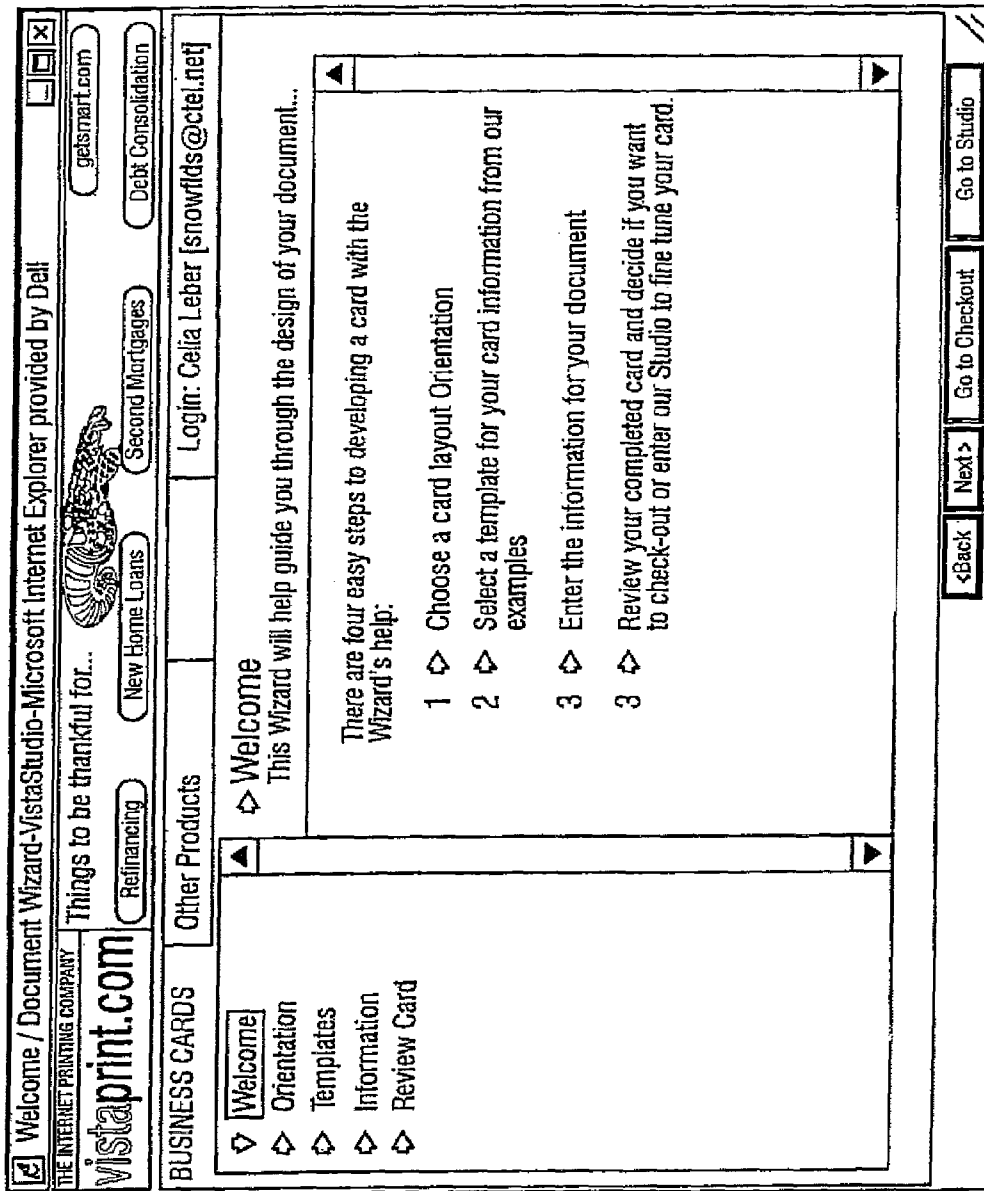 Welcome / Document Wizard-VistaStudio-Microsoft Internet Explorer provided by Dell
THE INTERNET PRINTING COMPANY
vistaprint.com
Things to be thankful for...
getsmart.com
Refinancing
New Home Loans
Second Mortgages
Debt Consolidation
BUSINESS CARDS
Other Products
Login: Celia Leber [snowflds@ctel.net]
Welcome
Orientation
Templates
Information
Review Card
Welcome
This Wizard will help guide you through the design of your document...
There are four easy steps to developing a card with the
Wizard's help:
1 Choose a card layout Orientation
2 Select a template for your card information from our
examples
3 Enter the information for your document
3 Review your completed card and decide if you want
to check-out or enter our Studio to fine tune your card.
<Back
Next>
Go to Checkout
Go to Studio